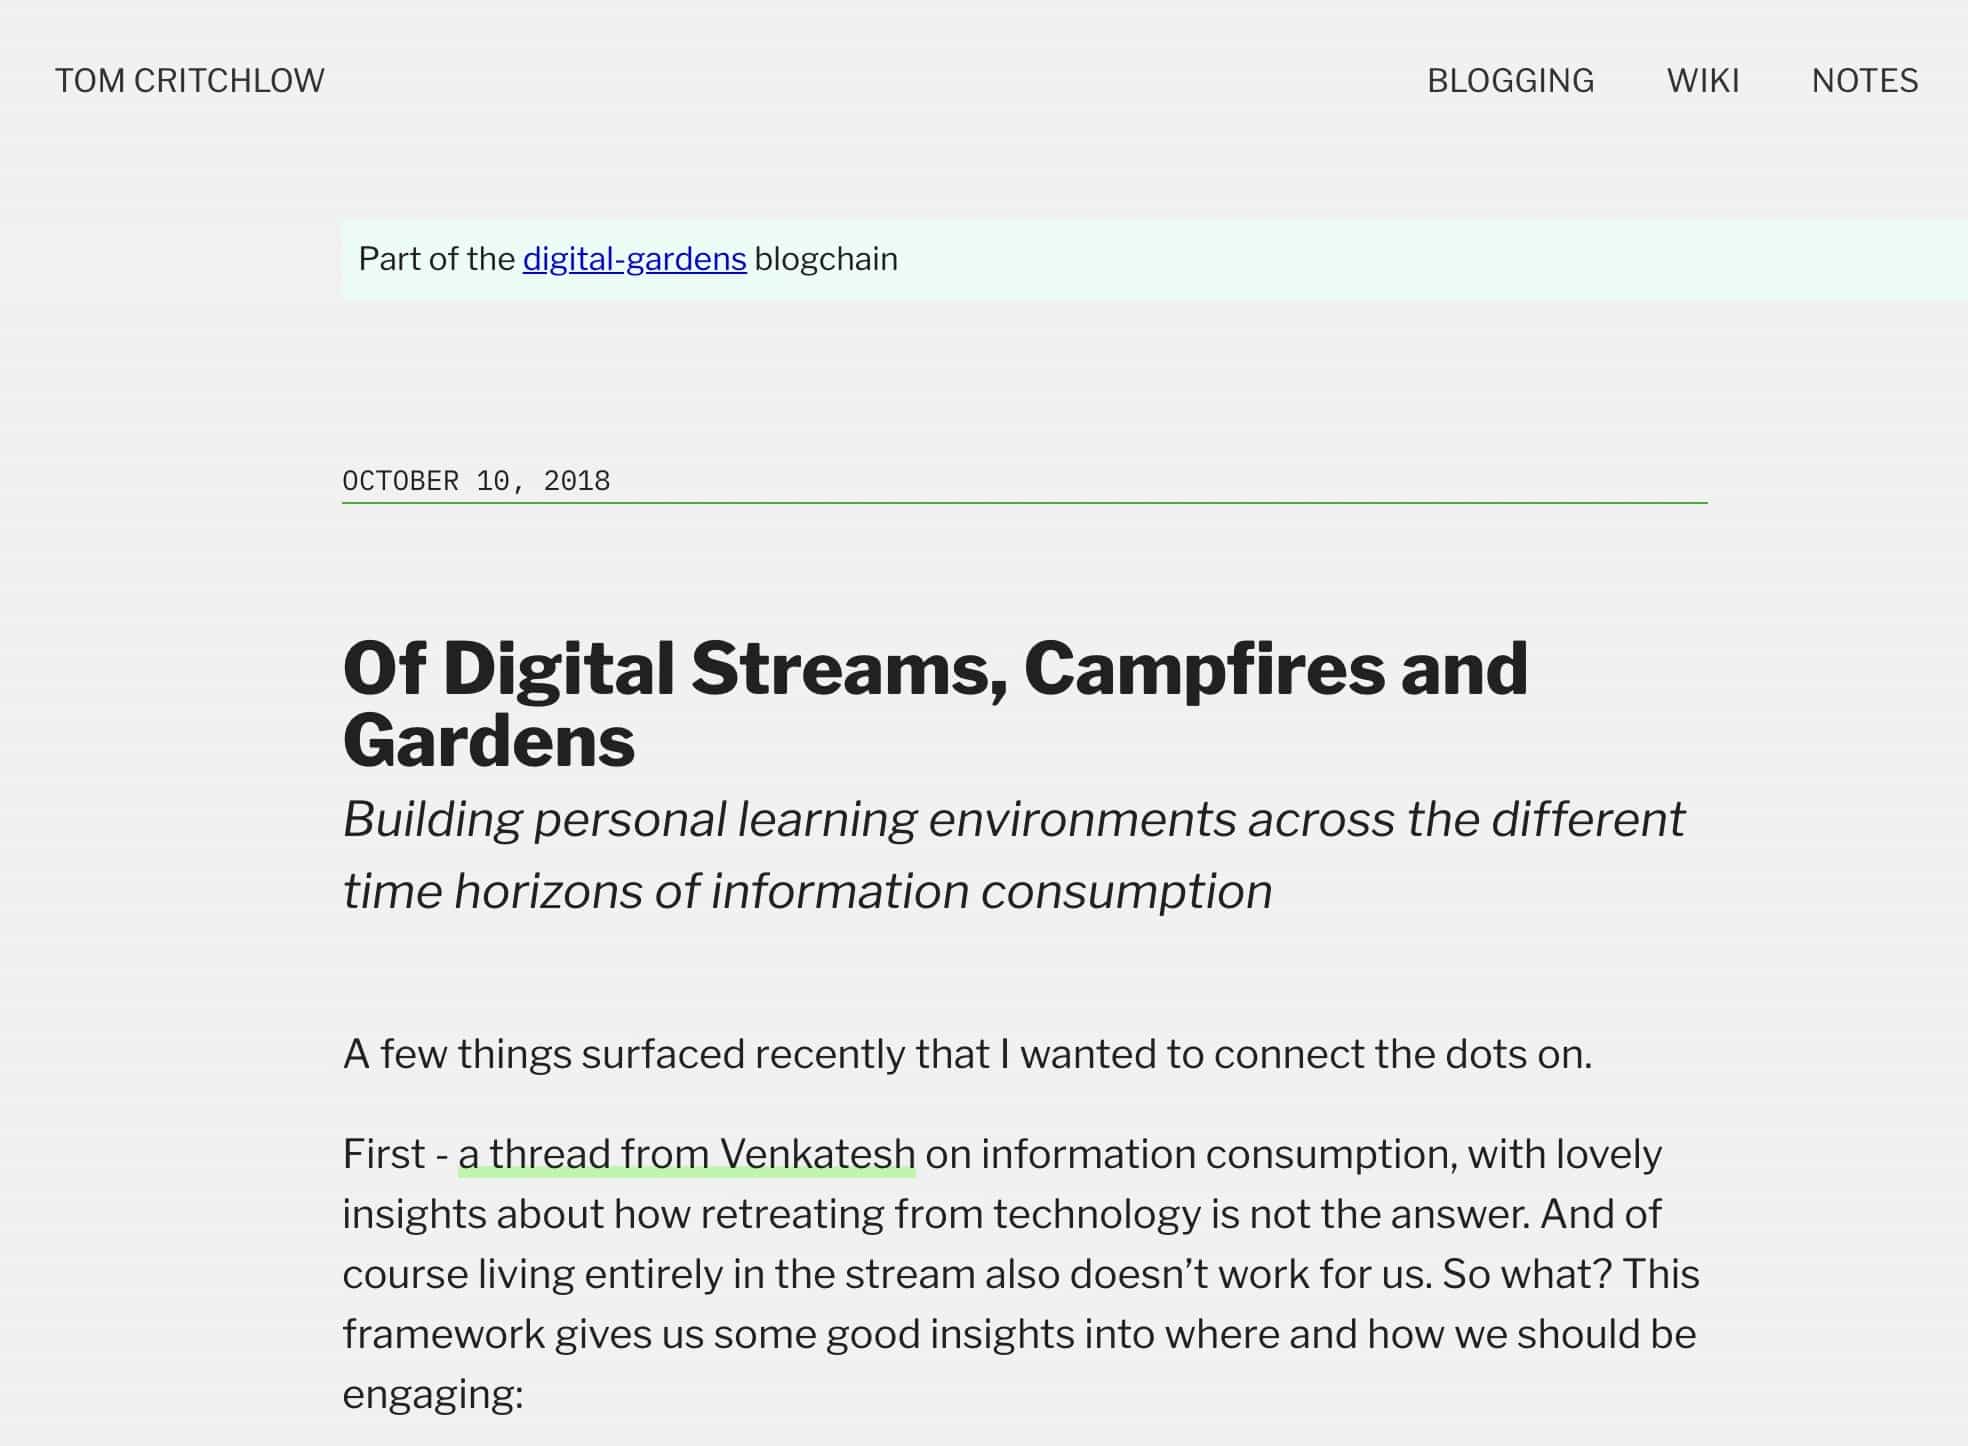 TOM CRITCHLOW
BLOGGING WIKI NOTES
Part of the digital-gardens blogchain
OCTOBER 10, 2018
Of Digital Streams, Campfires and
Gardens
Building personal learning environments across the different
time horizons of information consumption
A few things surfaced recently that I wanted to connect the dots on.
First - a thread from Venkatesh on information consumption, with lovely
insights about how retreating from technology is not the answer. And of
course living entirely in the stream also doesn’t work for us. So what? This
framework gives us some good insights into where and how we should be
engaging: